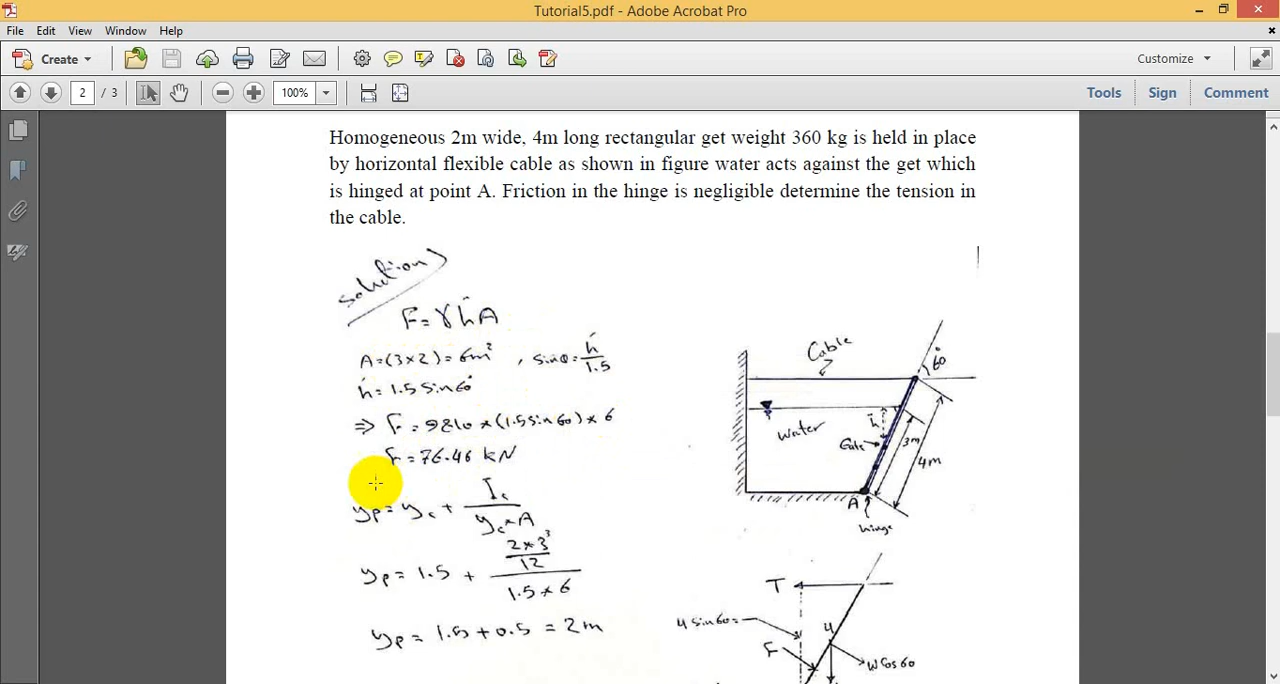 Tutorial5.pdf - Adobe Acrobat Pro
File Edit View Window Help
Create
Customize
2 / 3
100%
Tools Sign Comment
Homogeneous 2m wide, 4m long rectangular get weight 360 kg is held in place
by horizontal flexible cable as shown in figure water acts against the get which
is hinged at point A. Friction in the hinge is negligible determine the tension in
the cable.
solution
F = γ h̄ A
A = (3×2) = 6m² , sinθ = h̄/1.5
h̄ = 1.5 sin60°
⇒ F = 9810 × (1.5 sin 60) × 6
F = 76.46 kN
yp = yc + Ic / (yc × A)
yp = 1.5 + (2×3³/12) / (1.5 × 6)
yp = 1.5 + 0.5 = 2m
Cable
60°
Water
h̄
Gate
3m
4m
A
hinge
T
4 sin 60 =
4
F
W cos 60